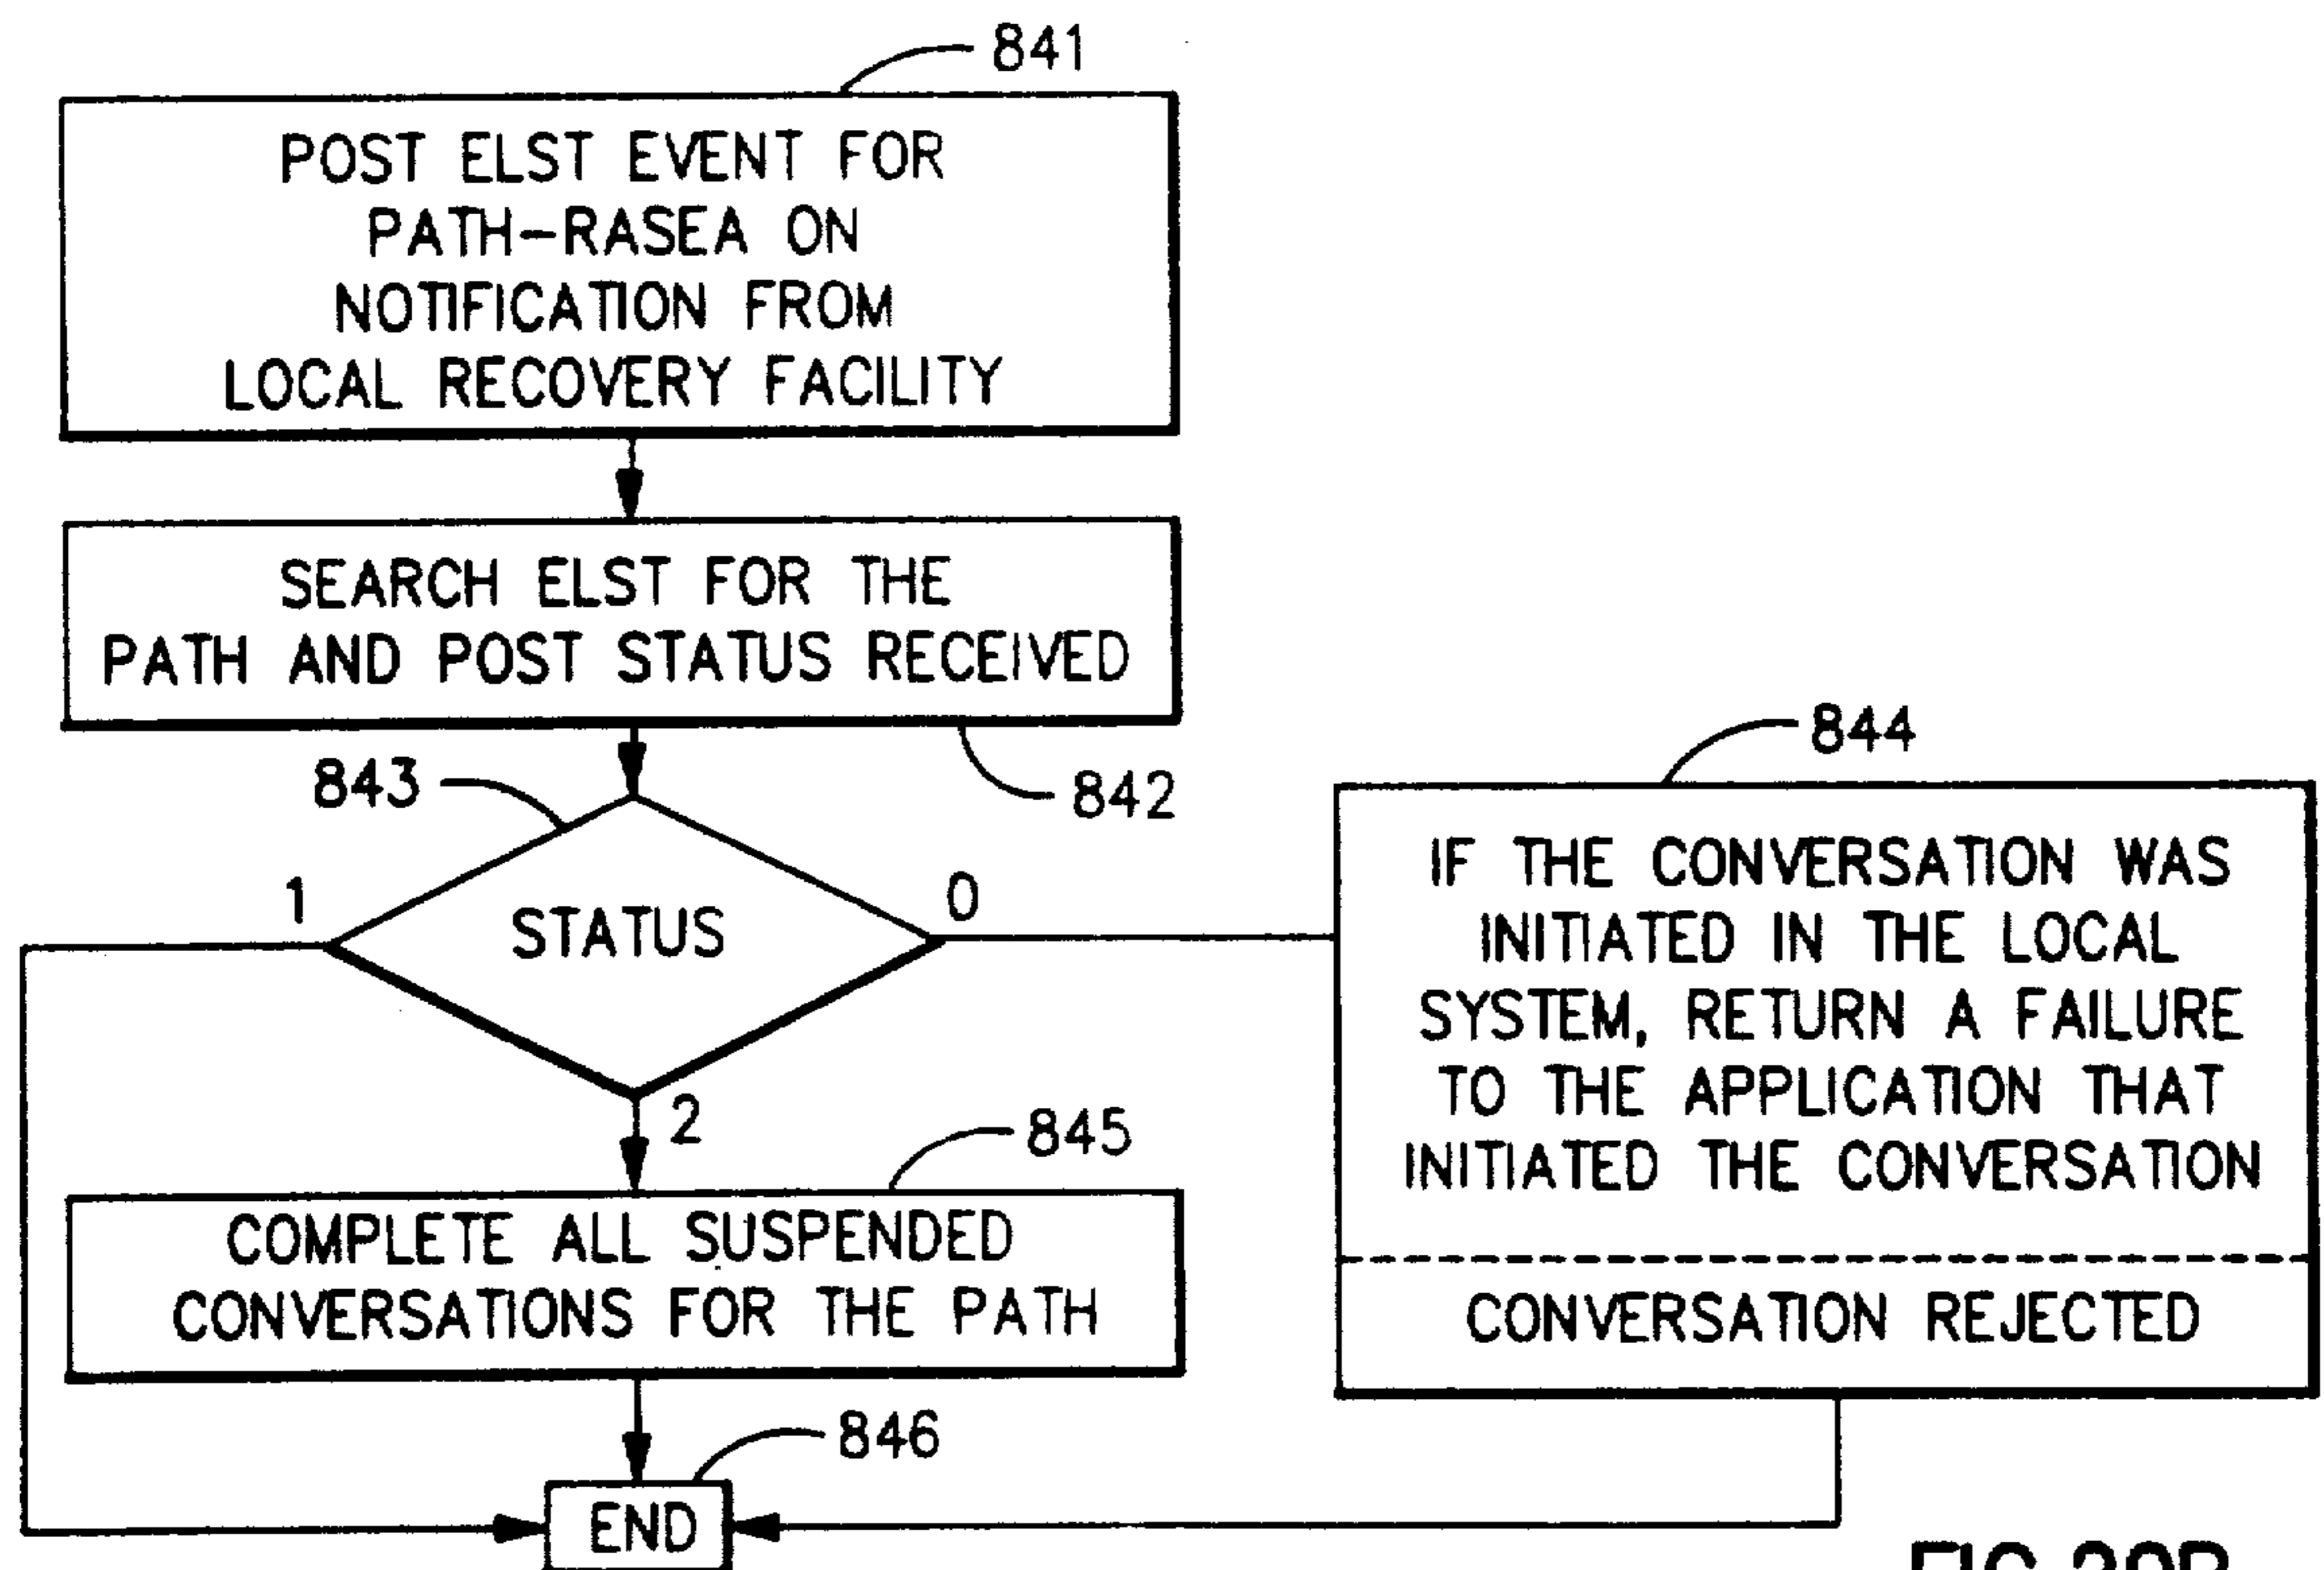 841
POST ELST EVENT FOR
PATH-RASEA ON
NOTIFICATION FROM
LOCAL RECOVERY FACILITY
SEARCH ELST FOR THE
PATH AND POST STATUS RECEIVED
842
843
STATUS
1
0
2
844
IF THE CONVERSATION WAS
INITIATED IN THE LOCAL
SYSTEM, RETURN A FAILURE
TO THE APPLICATION THAT
INITIATED THE CONVERSATION
CONVERSATION REJECTED
845
COMPLETE ALL SUSPENDED
CONVERSATIONS FOR THE PATH
846
END